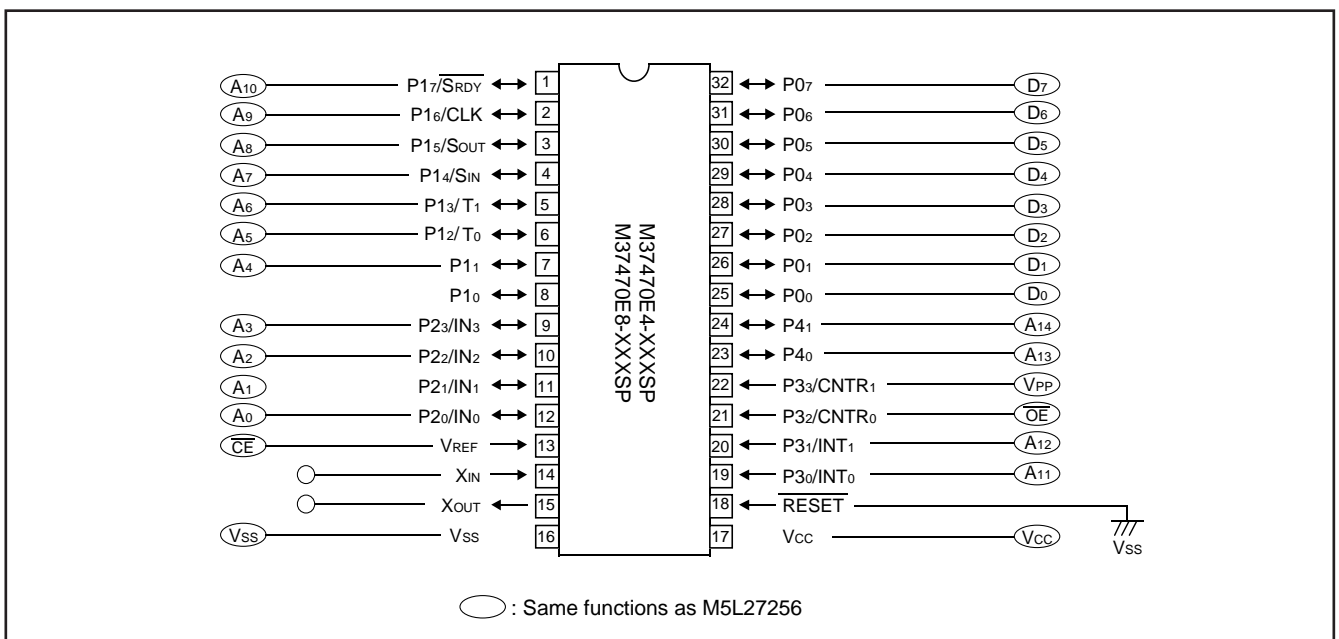 A10 P17/SRDY 1 32 P07 D7
A9 P16/CLK 2 31 P06 D6
A8 P15/SOUT 3 30 P05 D5
A7 P14/SIN 4 29 P04 D4
A6 P13/T1 5 28 P03 D3
A5 P12/T0 6 27 P02 D2
A4 P11 7 26 P01 D1
P10 8 25 P00 D0
A3 P23/IN3 9 24 P41 A14
A2 P22/IN2 10 23 P40 A13
A1 P21/IN1 11 22 P33/CNTR1 VPP
A0 P20/IN0 12 21 P32/CNTR0 OE
CE VREF 13 20 P31/INT1 A12
XIN 14 19 P30/INT0 A11
XOUT 15 18 RESET
VSS VSS 16 17 VCC VCC
VSS
M37470E4-XXXSP
M37470E8-XXXSP
: Same functions as M5L27256